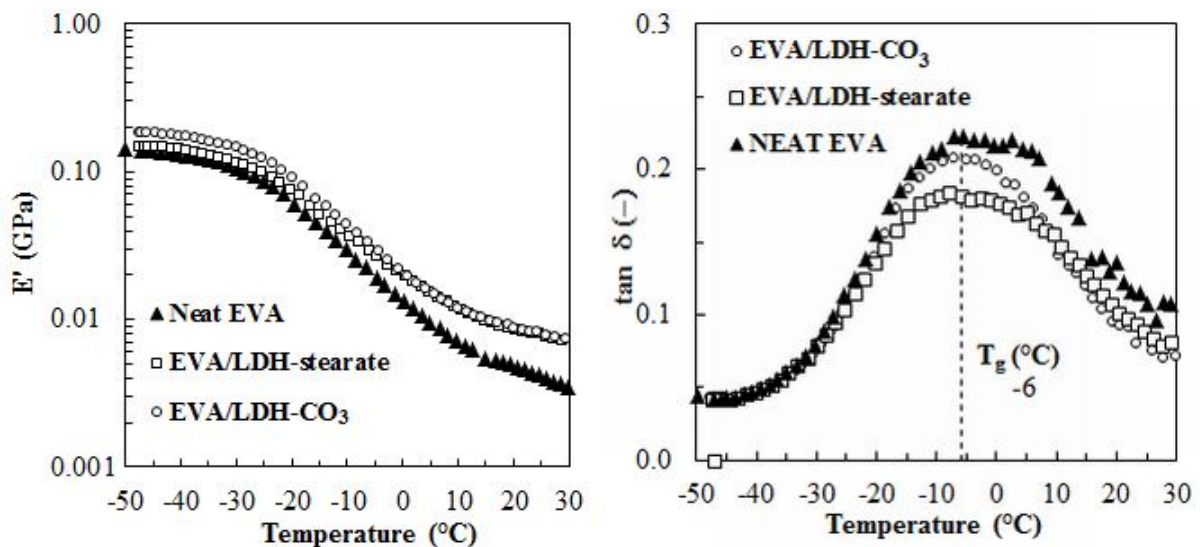 1.00
0.10
0.01
0.001
E' (GPa)
Neat EVA
EVA/LDH-stearate
EVA/LDH-CO₃
-50 -40 -30 -20 -10 0 10 20 30
Temperature (°C)
0.3
0.2
0.1
0.0
tan δ (−)
EVA/LDH-CO₃
EVA/LDH-stearate
NEAT EVA
T_g (°C)
-6
-50 -40 -30 -20 -10 0 10 20 30
Temperature (°C)